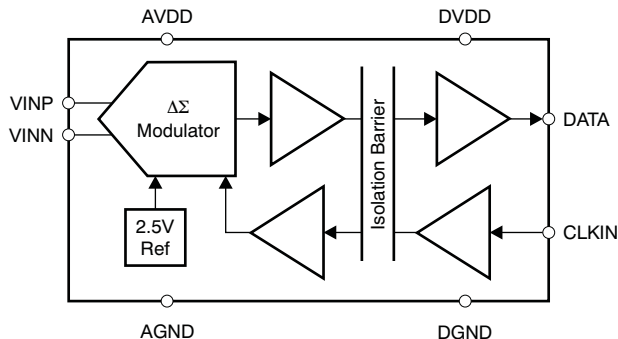 AVDD
DVDD
VINP
VINN
ΔΣ
Modulator
Isolation Barrier
DATA
2.5V
Ref
CLKIN
AGND
DGND